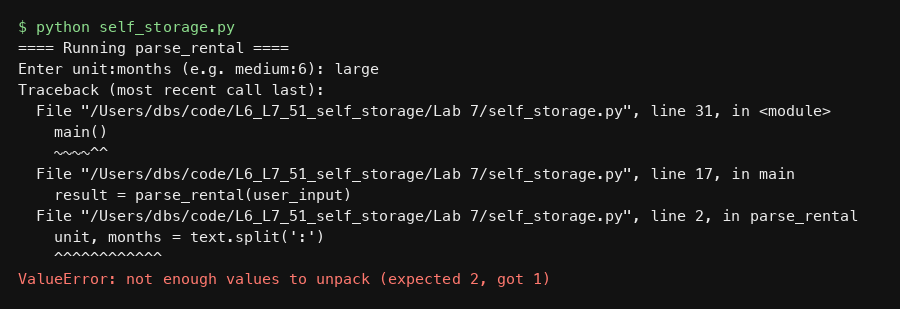 $ python self_storage.py
==== Running parse_rental ====
Enter unit:months (e.g. medium:6): large
Traceback (most recent call last):
  File "/Users/dbs/code/L6_L7_51_self_storage/Lab 7/self_storage.py", line 31, in <module>
    main()
    ~~~~^^
  File "/Users/dbs/code/L6_L7_51_self_storage/Lab 7/self_storage.py", line 17, in main
    result = parse_rental(user_input)
  File "/Users/dbs/code/L6_L7_51_self_storage/Lab 7/self_storage.py", line 2, in parse_rental
    unit, months = text.split(':')
    ^^^^^^^^^^^^
ValueError: not enough values to unpack (expected 2, got 1)